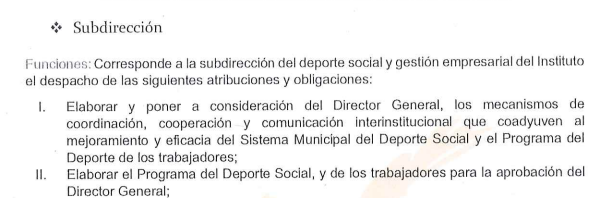 ❖ Subdirección
Funciones: Corresponde a la subdirección del deporte social y gestión empresarial del Instituto
el despacho de las siguientes atribuciones y obligaciones:
I. Elaborar y poner a consideración del Director General, los mecanismos de
coordinación, cooperación y comunicación interinstitucional que coadyuven al
mejoramiento y eficacia del Sistema Municipal del Deporte Social y el Programa del
Deporte de los trabajadores;
II. Elaborar el Programa del Deporte Social, y de los trabajadores para la aprobación del
Director General;